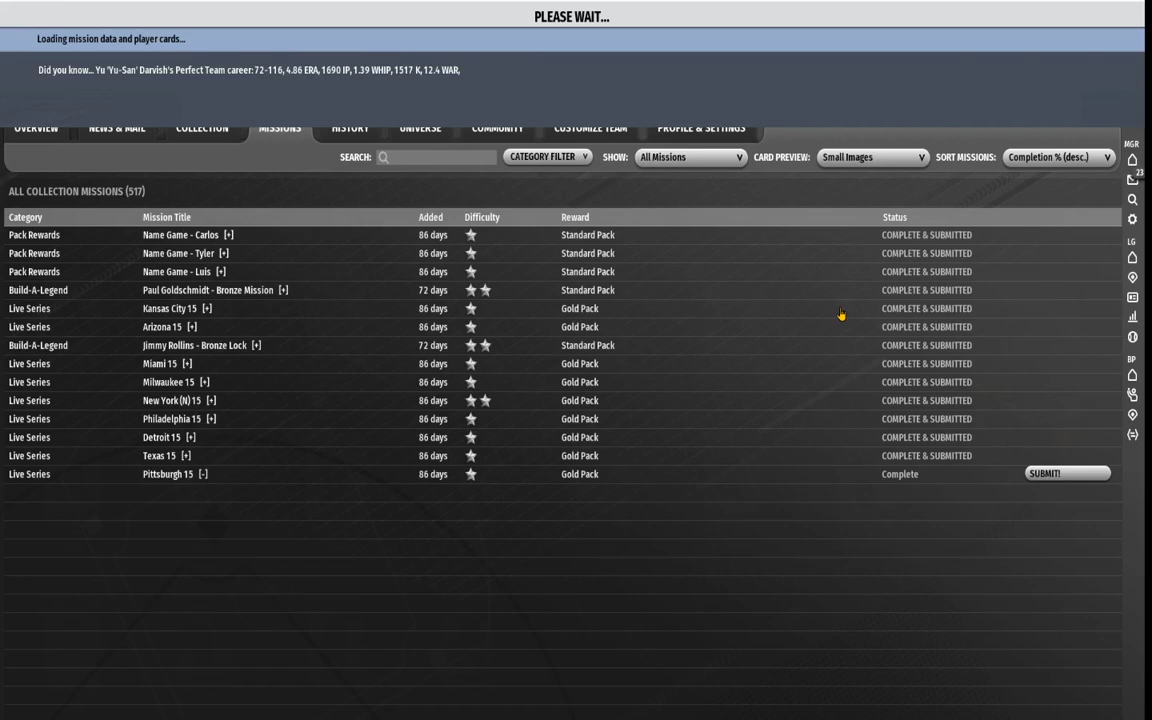 PLEASE WAIT...
Loading mission data and player cards...
Did you know... Yu 'Yu-San' Darvish's Perfect Team career: 72-116, 4.86 ERA, 1690 IP, 1.39 WHIP, 1517 K, 12.4 WAR,
OVERVIEW NEWS & MAIL COLLECTION MISSIONS HISTORY UNIVERSE COMMUNITY CUSTOMIZE TEAM PROFILE & SETTINGS
MGR
SEARCH: CATEGORY FILTER SHOW: All Missions CARD PREVIEW: Small Images SORT MISSIONS: Completion % (desc.)
23
ALL COLLECTION MISSIONS (517)
Category Mission Title Added Difficulty Reward Status
Pack Rewards Name Game - Carlos [+] 86 days Standard Pack COMPLETE & SUBMITTED
LG
Pack Rewards Name Game - Tyler [+] 86 days Standard Pack COMPLETE & SUBMITTED
Pack Rewards Name Game - Luis [+] 86 days Standard Pack COMPLETE & SUBMITTED
Build-A-Legend Paul Goldschmidt - Bronze Mission [+] 72 days Standard Pack COMPLETE & SUBMITTED
Live Series Kansas City 15 [+] 86 days Gold Pack COMPLETE & SUBMITTED
Live Series Arizona 15 [+] 86 days Gold Pack COMPLETE & SUBMITTED
Build-A-Legend Jimmy Rollins - Bronze Lock [+] 72 days Standard Pack COMPLETE & SUBMITTED
BP
Live Series Miami 15 [+] 86 days Gold Pack COMPLETE & SUBMITTED
Live Series Milwaukee 15 [+] 86 days Gold Pack COMPLETE & SUBMITTED
Live Series New York (N) 15 [+] 86 days Gold Pack COMPLETE & SUBMITTED
Live Series Philadelphia 15 [+] 86 days Gold Pack COMPLETE & SUBMITTED
Live Series Detroit 15 [+] 86 days Gold Pack COMPLETE & SUBMITTED
Live Series Texas 15 [+] 86 days Gold Pack COMPLETE & SUBMITTED
Live Series Pittsburgh 15 [-] 86 days Gold Pack Complete SUBMIT!